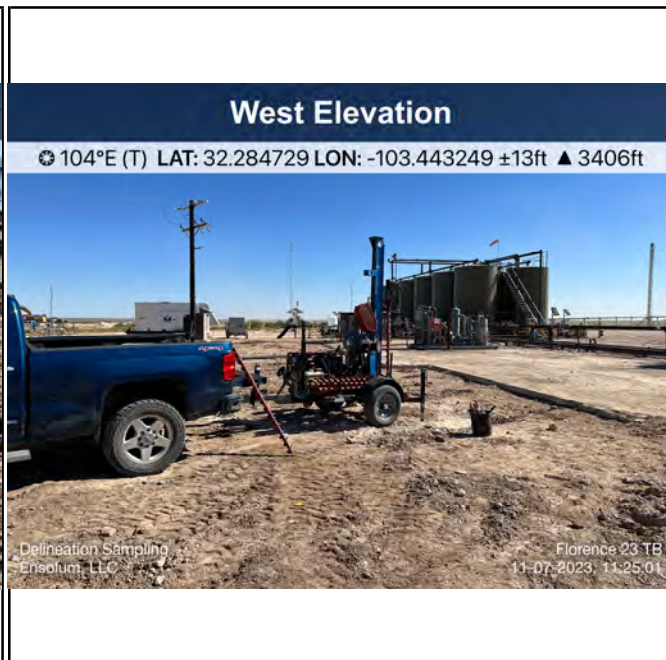 West Elevation
104°E (T) LAT: 32.284729 LON: -103.443249 ±13ft ▲ 3406ft
Delineation Sampling
Ensolum, LLC
Florence 23 TB
11-07-2023, 11:25:01